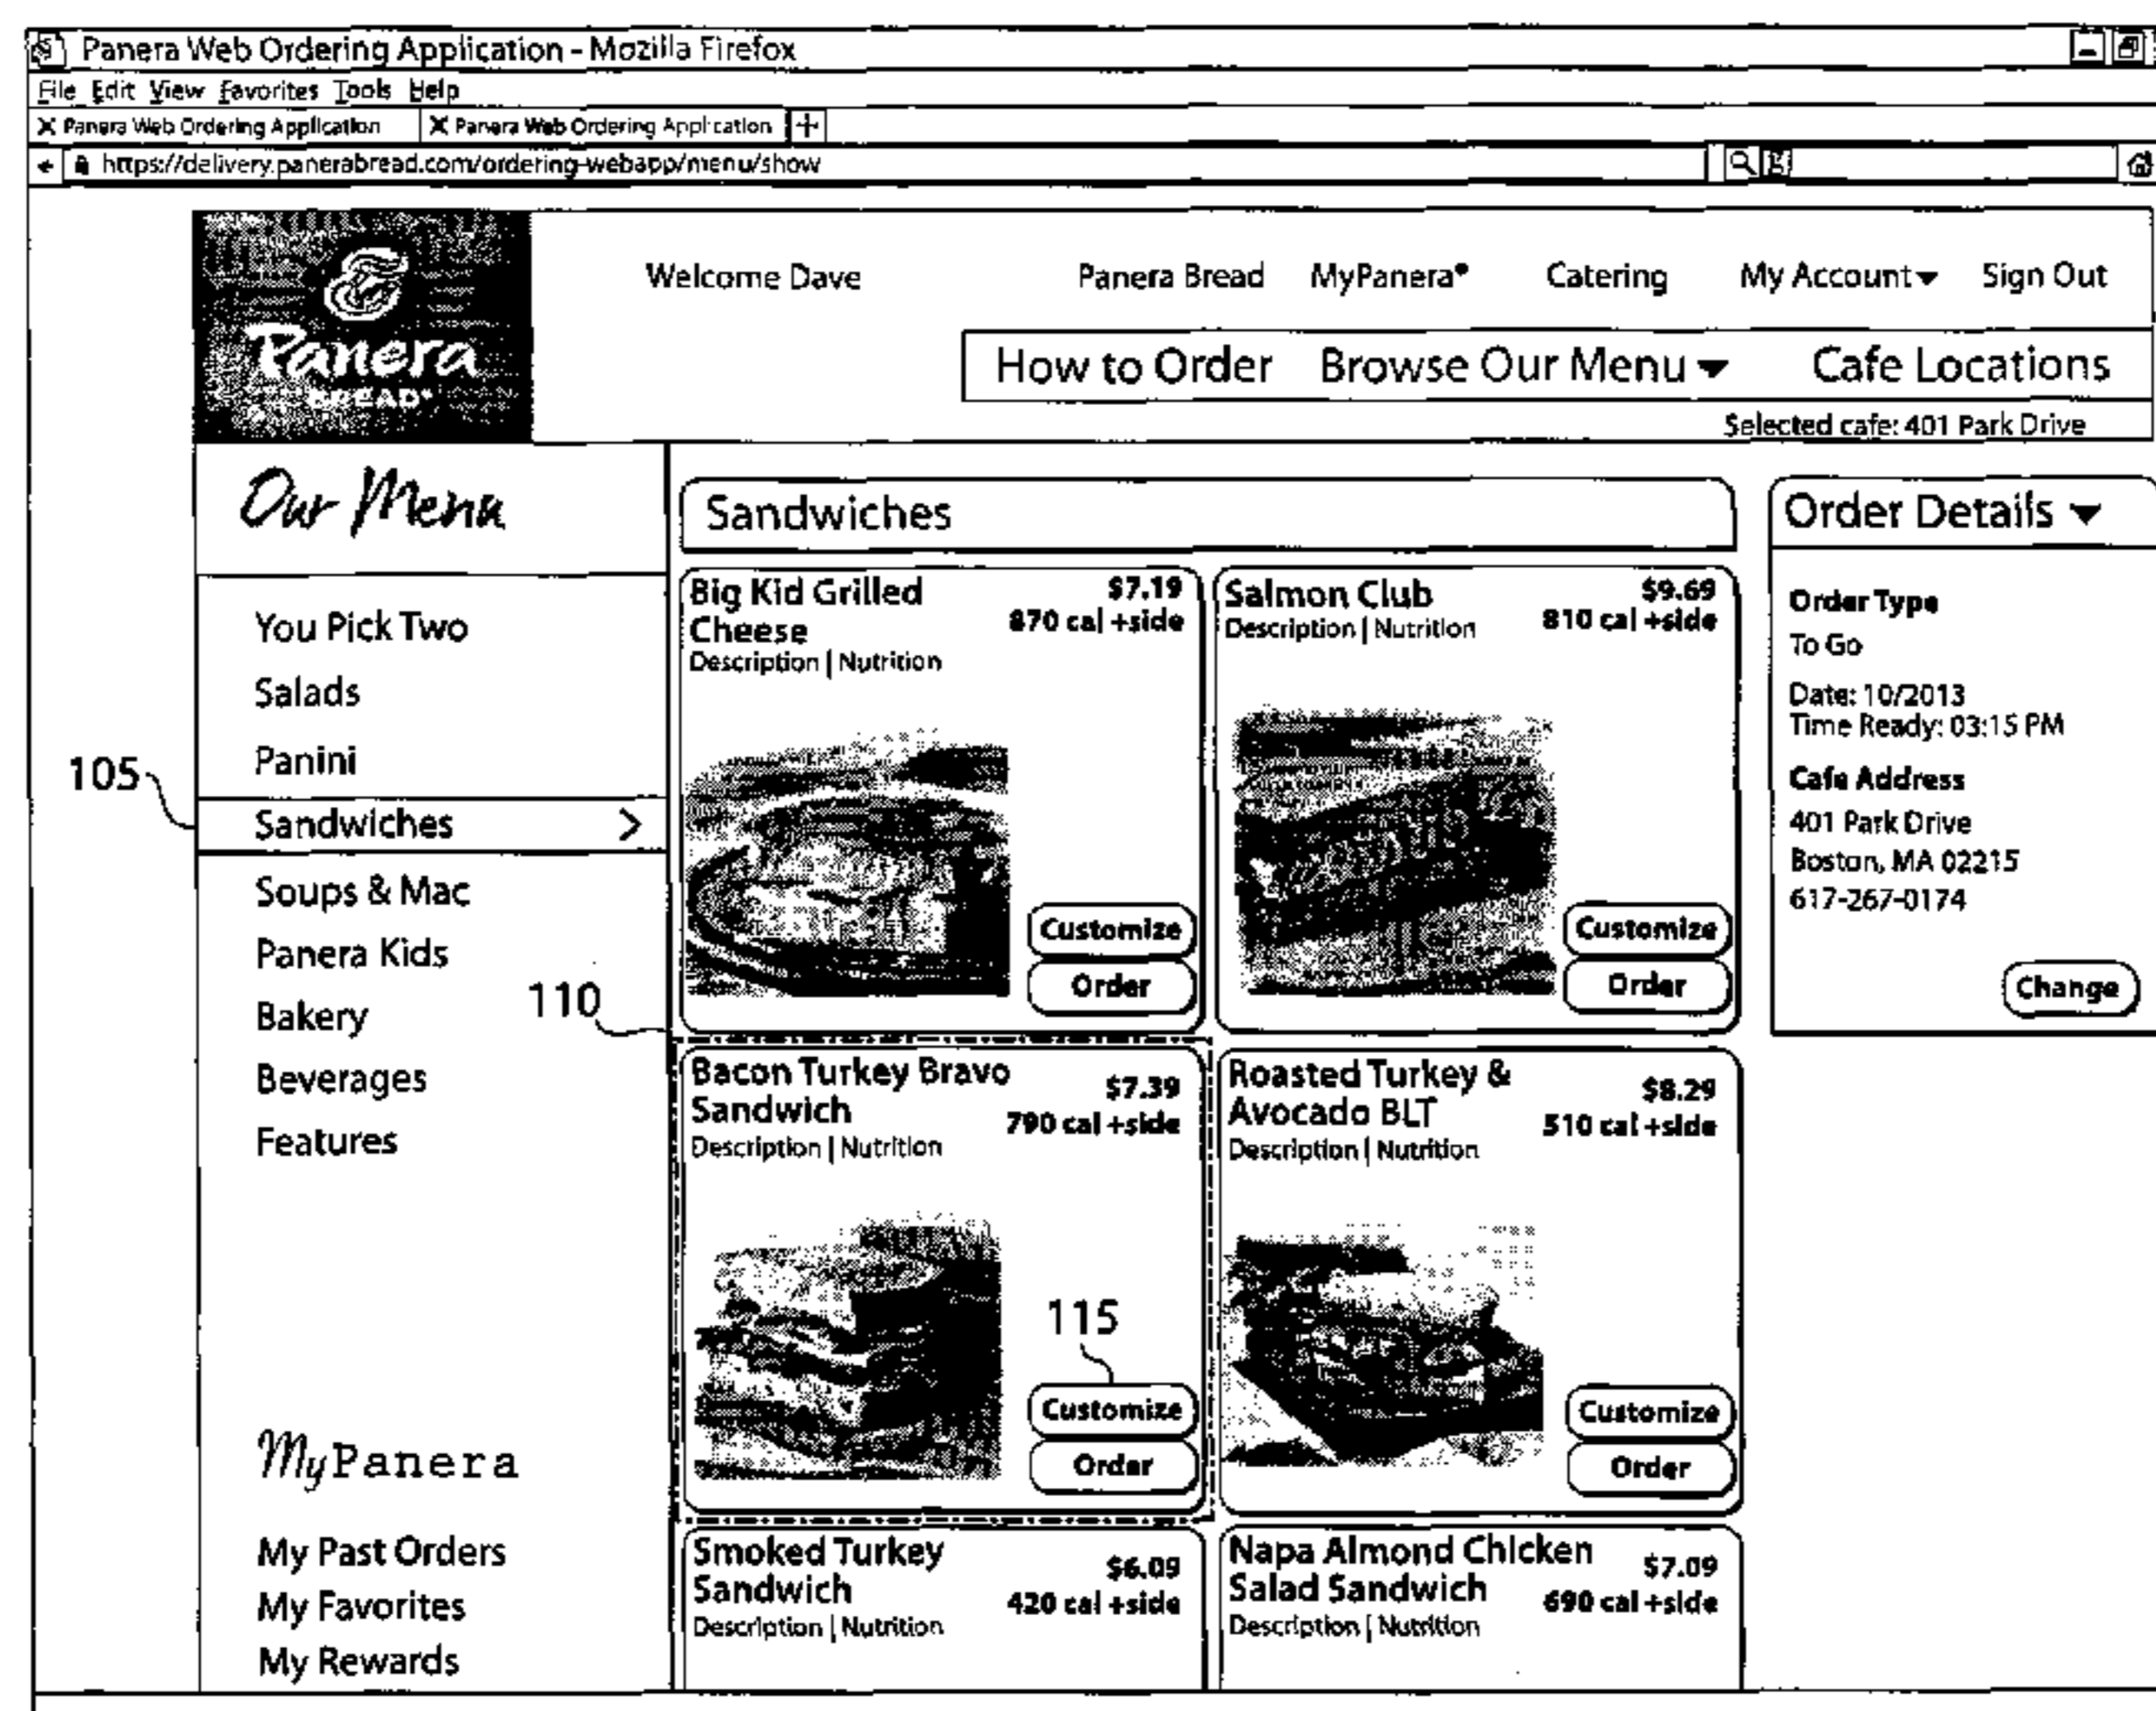 Panera Web Ordering Application - Mozilla Firefox
File Edit View Favorites Tools Help
X Panera Web Ordering Application X Panera Web Ordering Application +
https://delivery.panerabread.com/ordering-webapp/menu/show
Welcome Dave Panera Bread MyPanera® Catering My Account Sign Out
Panera
BREAD®
How to Order Browse Our Menu Cafe Locations
Selected cafe: 401 Park Drive
Our Menu
You Pick Two
Salads
Panini
105
Sandwiches >
Soups & Mac
Panera Kids
Bakery
Beverages
Features
MyPanera
My Past Orders
My Favorites
My Rewards
Sandwiches
Big Kid Grilled $7.19
Cheese 870 cal +side
Description | Nutrition
Customize
Order
Salmon Club $9.69
Description | Nutrition 810 cal +side
Customize
Order
110
Bacon Turkey Bravo $7.39
Sandwich 790 cal +side
Description | Nutrition
115
Customize
Order
Roasted Turkey & $8.29
Avocado BLT 510 cal +side
Description | Nutrition
Customize
Order
Smoked Turkey $6.09
Sandwich 420 cal +side
Description | Nutrition
Napa Almond Chicken $7.09
Salad Sandwich 690 cal +side
Description | Nutrition
Order Details
Order Type
To Go
Date: 10/2013
Time Ready: 03:15 PM
Cafe Address
401 Park Drive
Boston, MA 02215
617-267-0174
Change